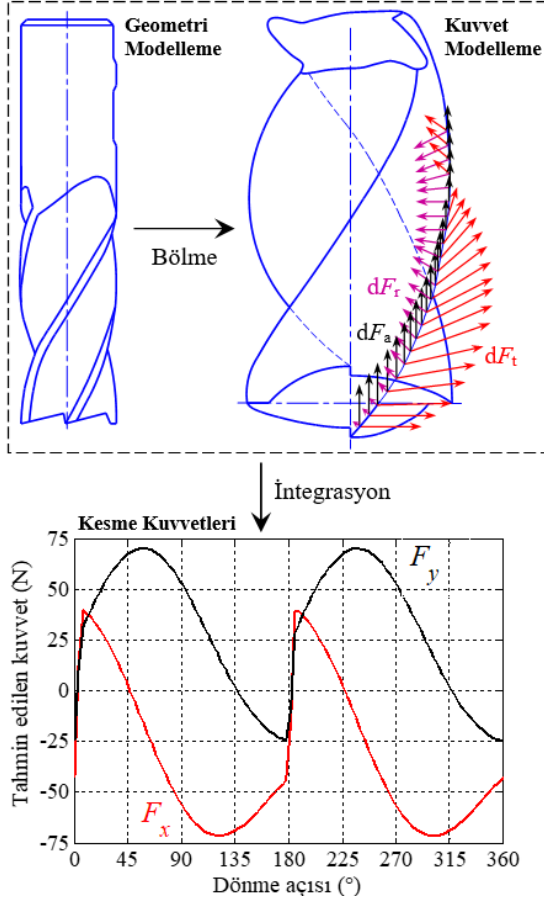 Geometri
Modelleme
Kuvvet
Modelleme
Bölme
dFr
dFa
dFt
İntegrasyon
Kesme Kuvvetleri
Tahmin edilen kuvvet (N)
75
50
25
0
-25
-50
-75
Fy
Fx
0 45 90 135 180 225 270 315 360
Dönme açısı (°)